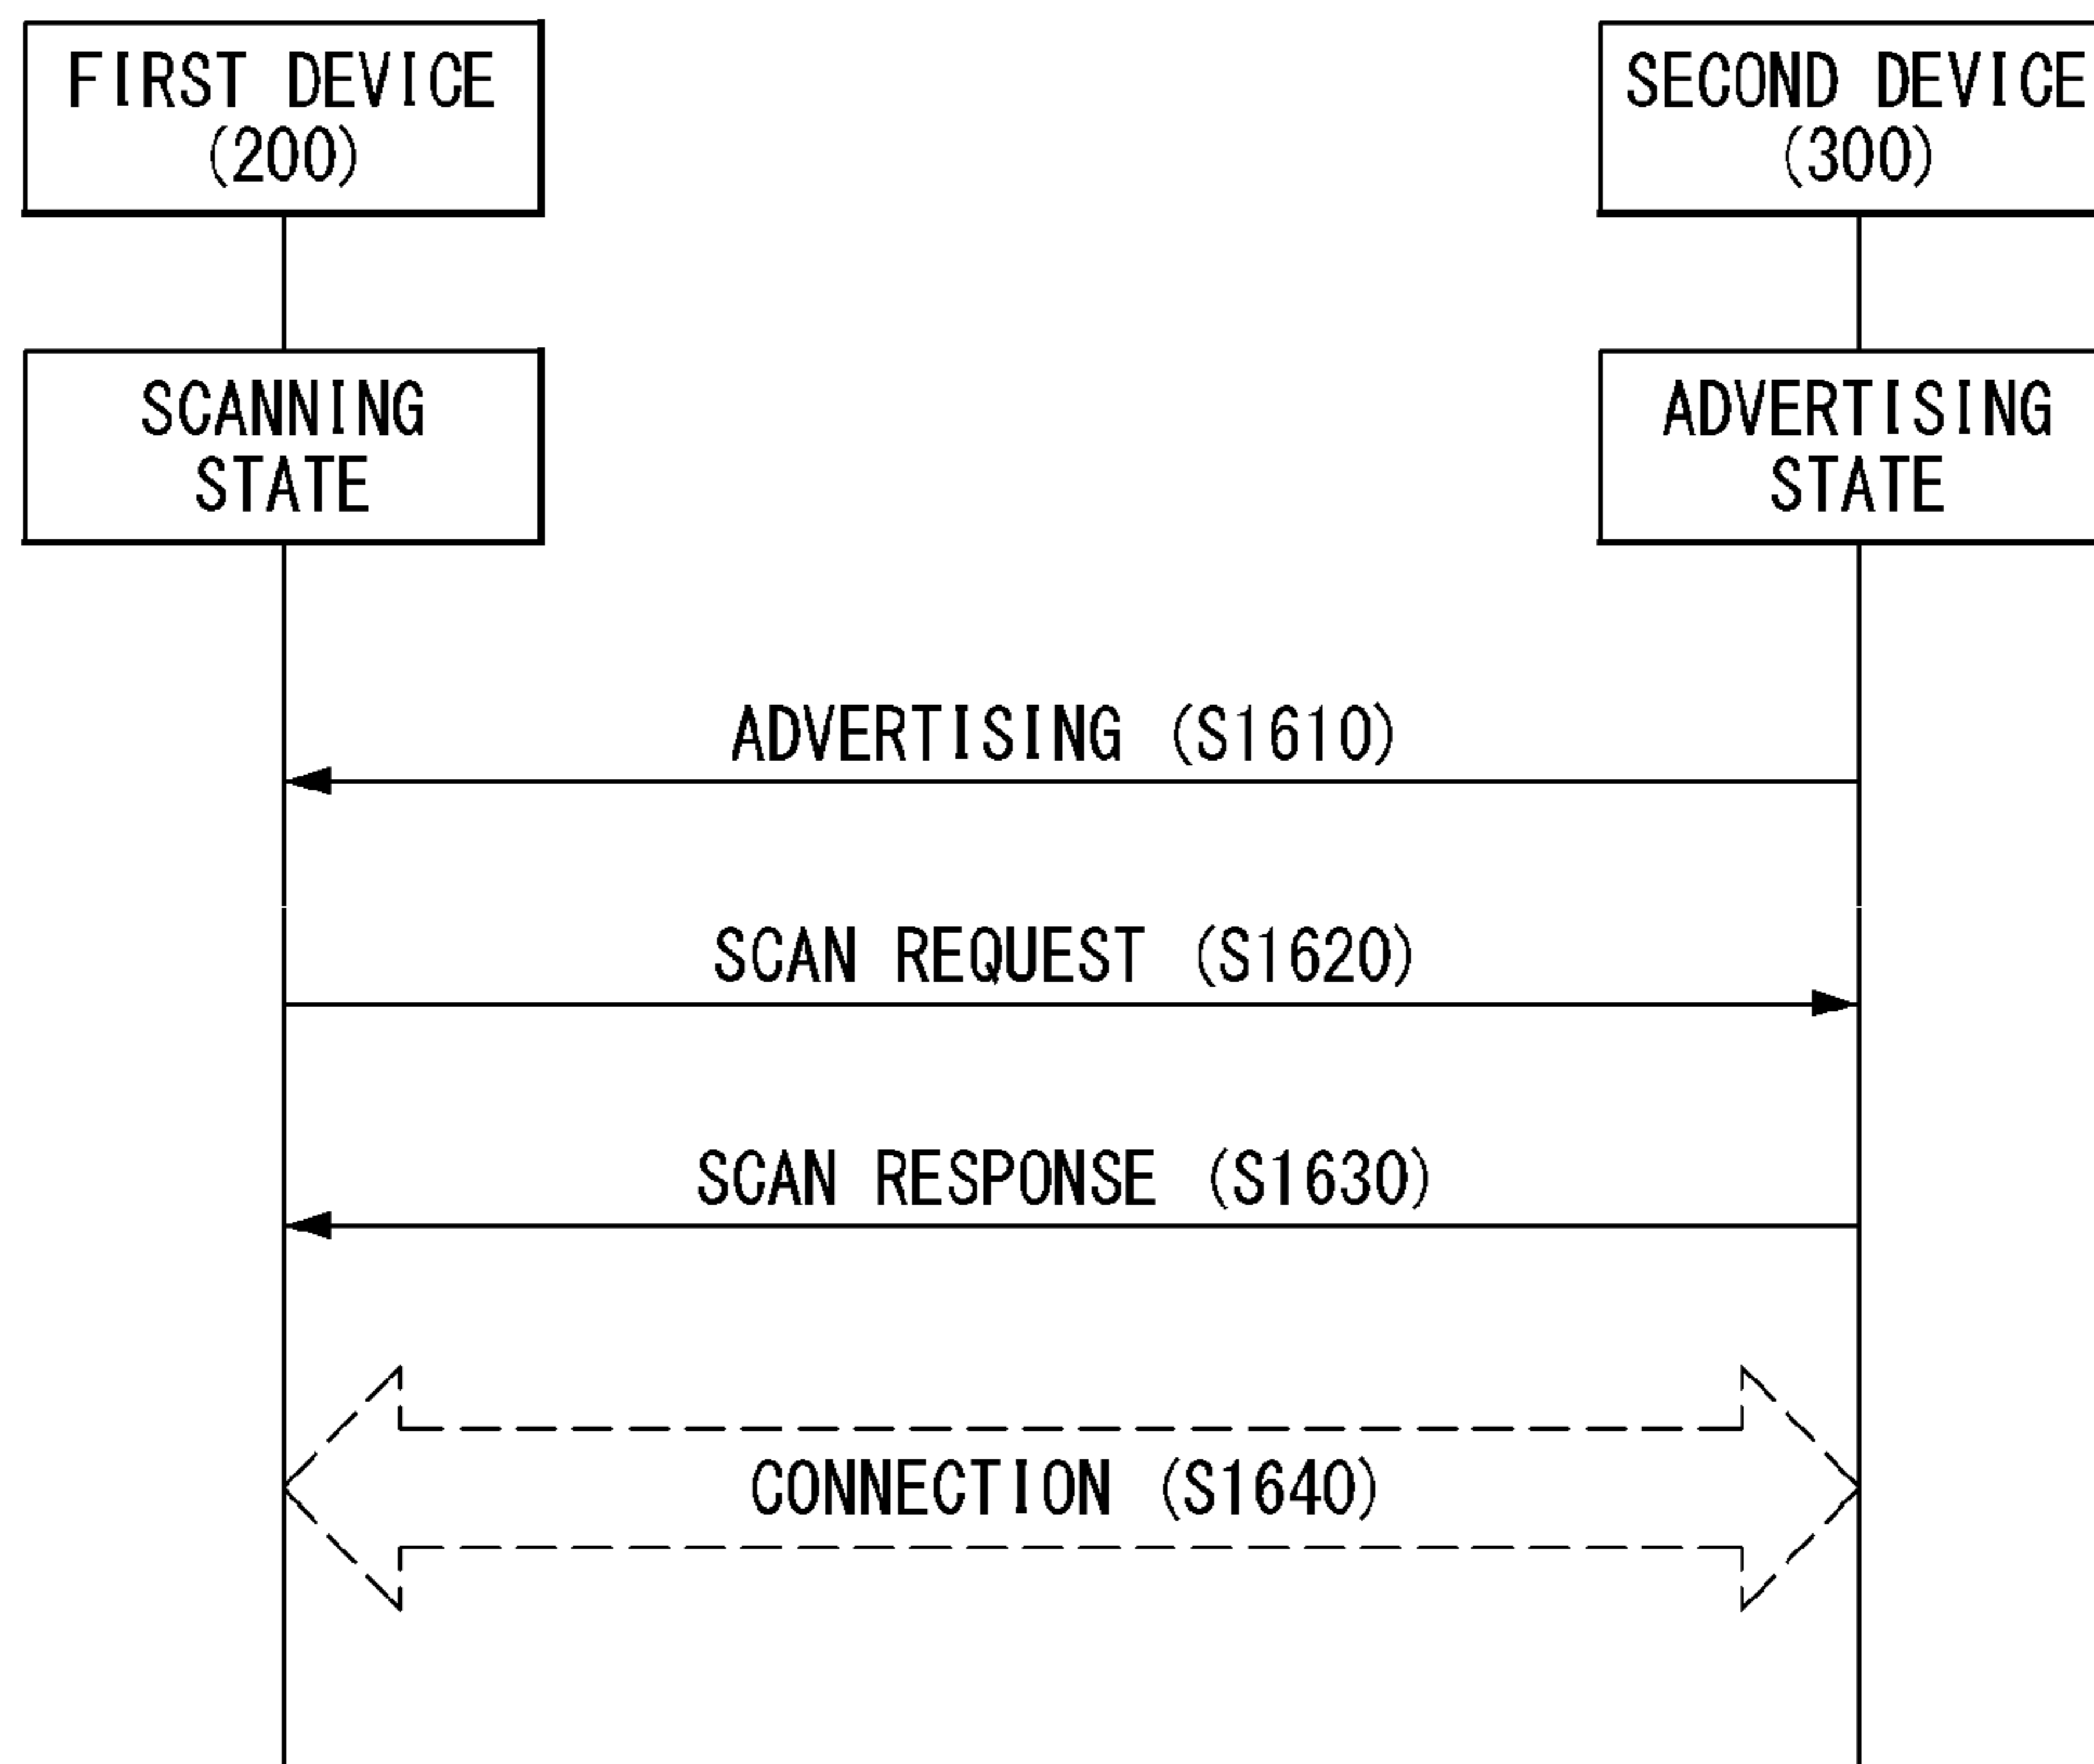 FIRST DEVICE
(200)
SECOND DEVICE
(300)
SCANNING
STATE
ADVERTISING
STATE
ADVERTISING (S1610)
SCAN REQUEST (S1620)
SCAN RESPONSE (S1630)
CONNECTION (S1640)